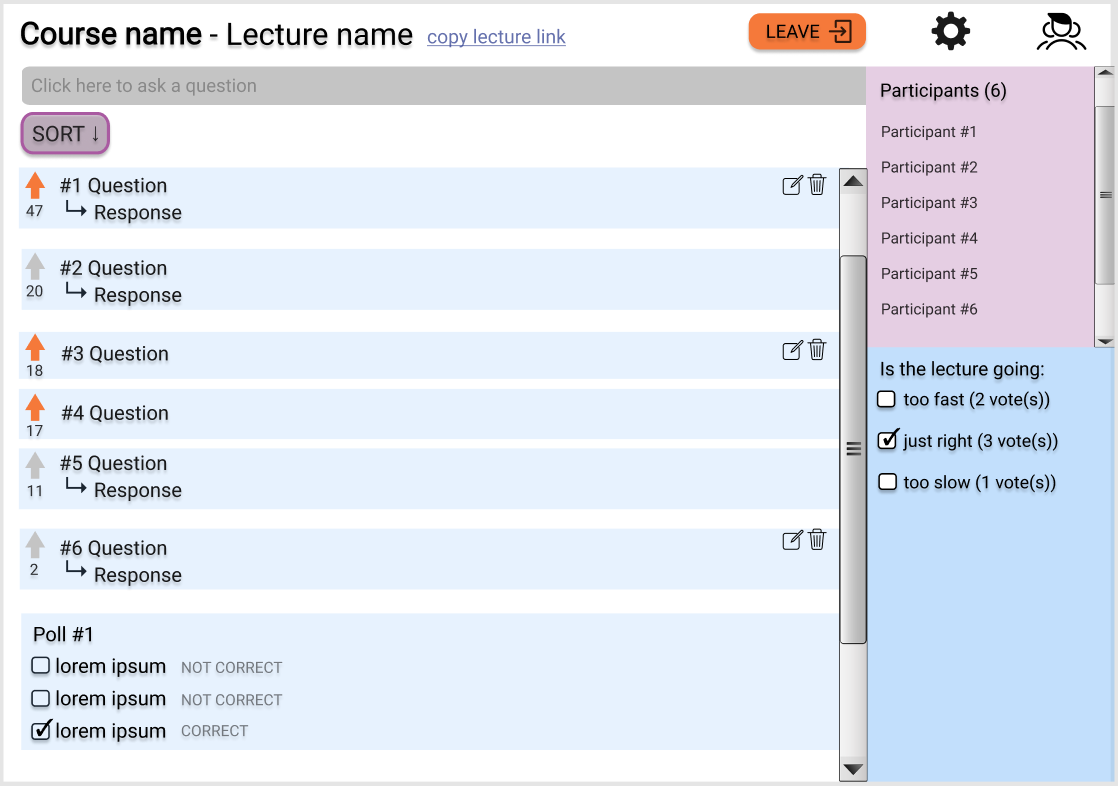 Course name - Lecture name copy lecture link
LEAVE
Click here to ask a question
SORT ↓
#1 Question
47
Response
#2 Question
20
Response
#3 Question
18
#4 Question
17
#5 Question
11
Response
#6 Question
2
Response
Poll #1
lorem ipsum NOT CORRECT
lorem ipsum NOT CORRECT
lorem ipsum CORRECT
Participants (6)
Participant #1
Participant #2
Participant #3
Participant #4
Participant #5
Participant #6
Is the lecture going:
too fast (2 vote(s))
just right (3 vote(s))
too slow (1 vote(s))